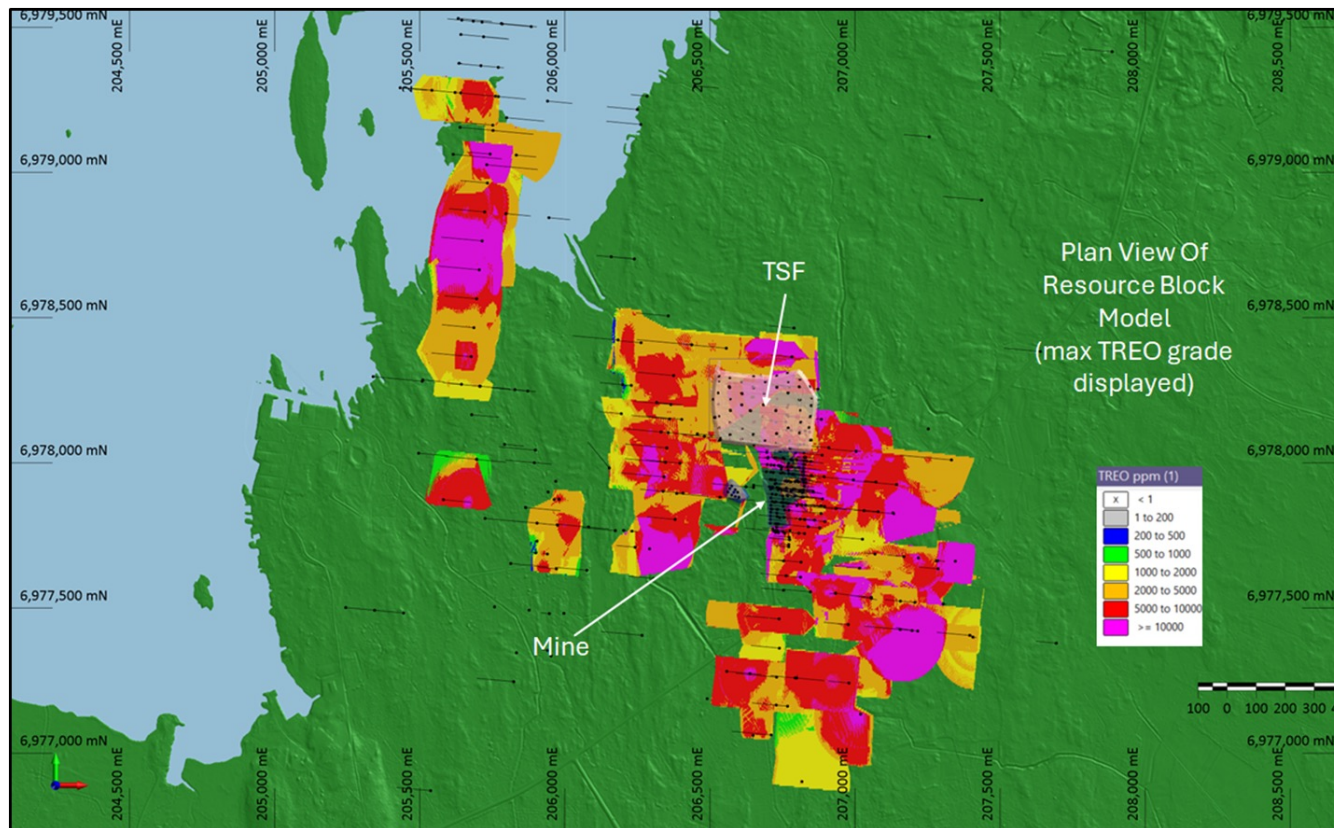 6,979,500 mN
6,979,500 mN
204,500 mE
205,000 mE
205,500 mE
206,000 mE
206,500 mE
207,000 mE
207,500 mE
208,000 mE
208,500 mE
6,979,000 mN
6,979,000 mN
TSF
Plan View Of
Resource Block
Model
(max TREO grade
displayed)
6,978,500 mN
6,978,500 mN
6,978,000 mN
6,978,000 mN
TREO ppm (1)
x < 1
1 to 200
200 to 500
500 to 1000
1000 to 2000
2000 to 5000
5000 to 10000
>= 10000
6,977,500 mN
6,977,500 mN
Mine
100 0 100 200 300 4
6,977,000 mN
6,977,000 mN
204,500 mE
205,000 mE
205,500 mE
206,000 mE
206,500 mE
207,000 mE
207,500 mE
208,000 mE
208,500 mE